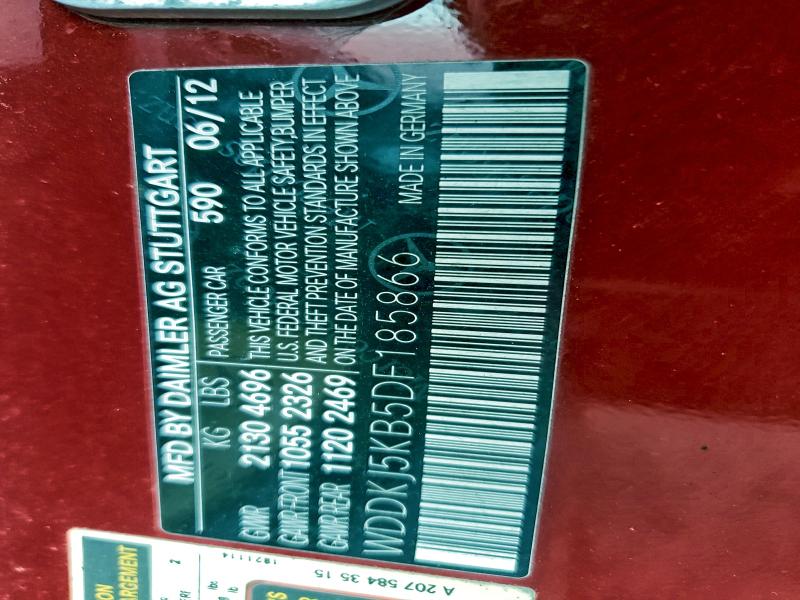 MFD BY DAIMLER AG STUTTGART
KG LBS PASSENGER CAR 590 06/12
GVWR 2130 4696 THIS VEHICLE CONFORMS TO ALL APPLICABLE
GAWR FRONT 1055 2326 U.S. FEDERAL MOTOR VEHICLE SAFETY, BUMPER
GAWR REAR 1120 2469 AND THEFT PREVENTION STANDARDS IN EFFECT
ON THE DATE OF MANUFACTURE SHOWN ABOVE
WDDKJ5KB5DF185866 MADE IN GERMANY
2
1871114
A 207 584 35 15